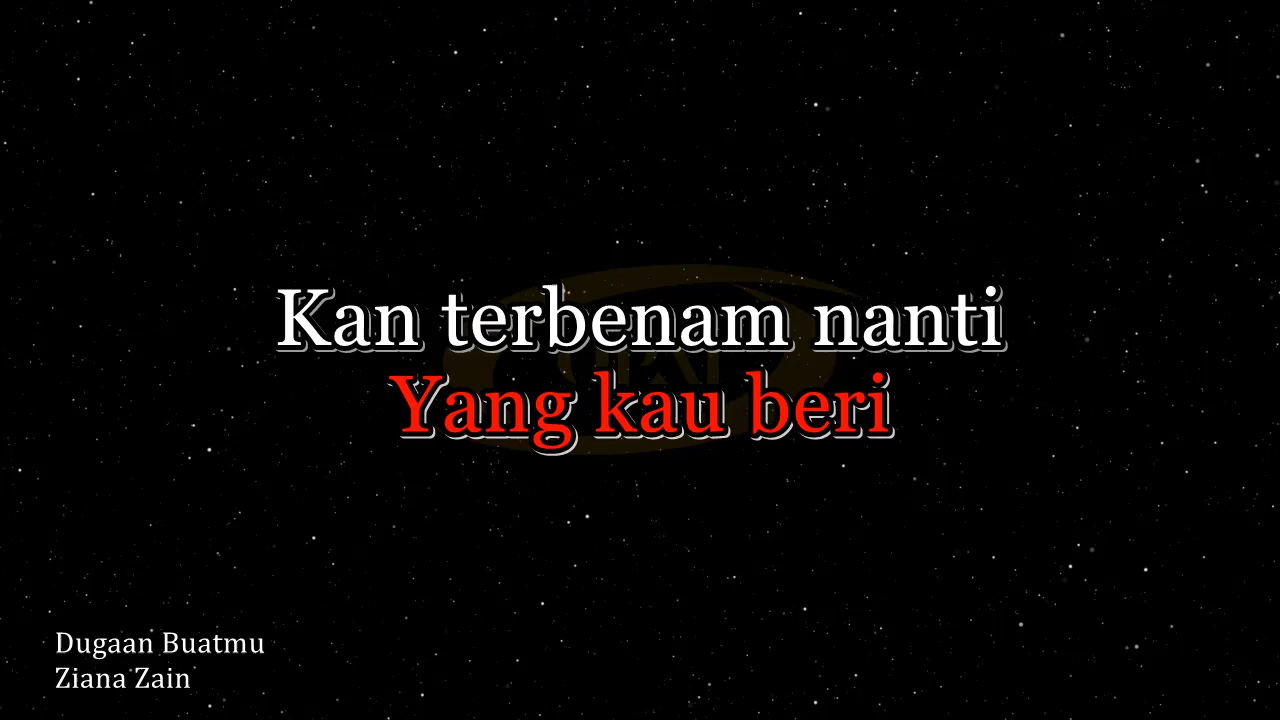 Kan terbenam nanti
Yang kau beri
Dugaan Buatmu
Ziana Zain